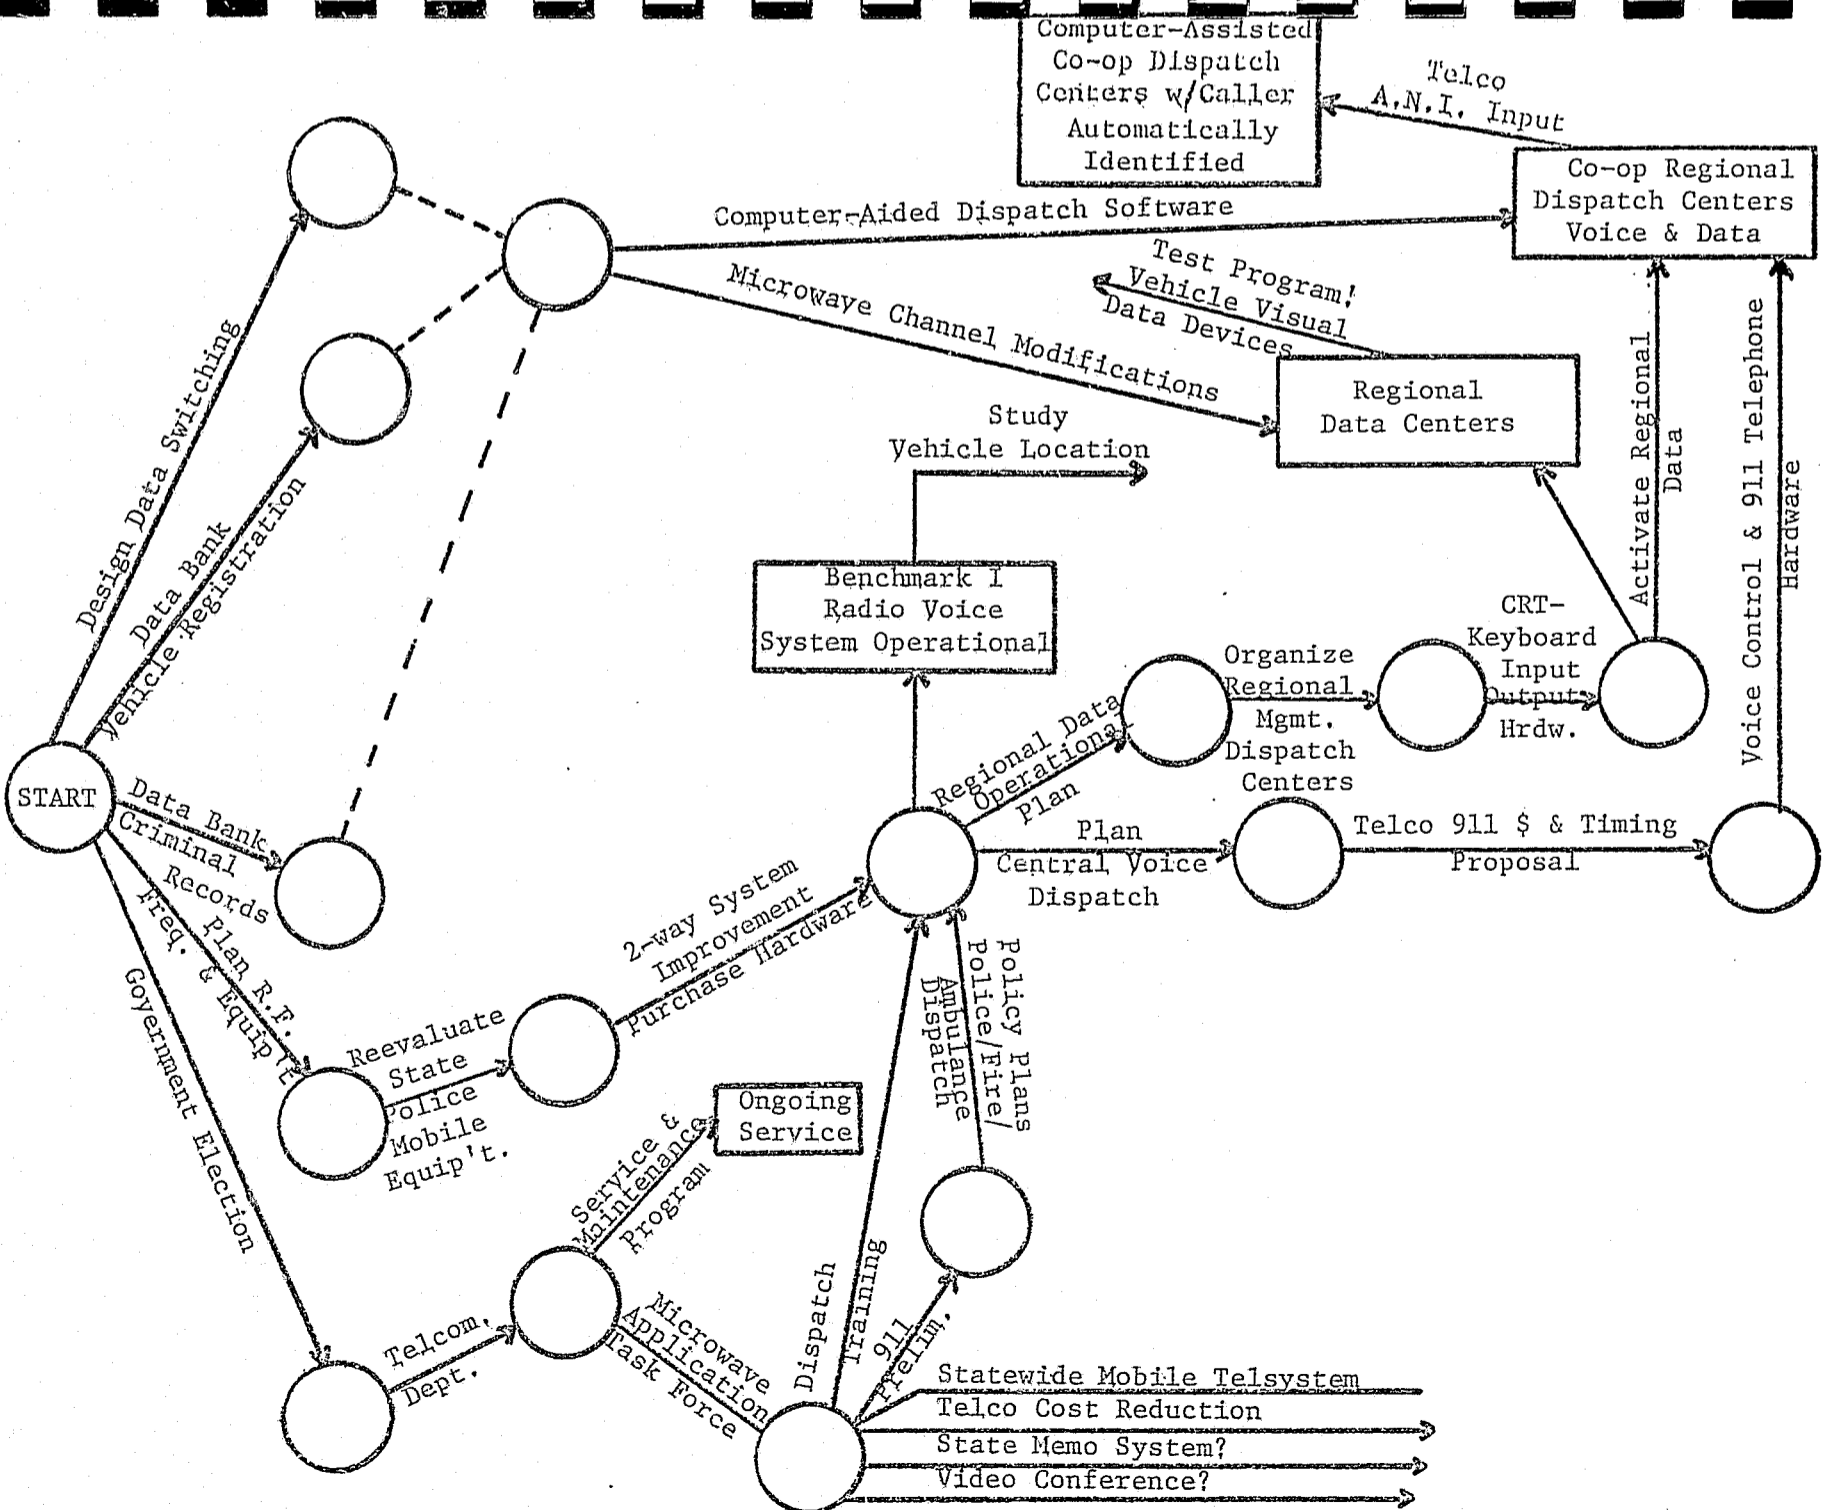 Computer-Assisted
Co-op Dispatch
Centers w/Caller
Automatically
Identified
Telco
A.N.I. Input
Co-op Regional
Dispatch Centers
Voice & Data
Computer-Aided Dispatch Software
Test Program!
Vehicle Visual
Data Devices
Microwave Channel Modifications
Regional
Data Centers
Study
Vehicle Location
Design Data Switching
Data Bank
Vehicle Registration
Activate Regional
Data
Voice Control & 911 Telephone
Hardware
Benchmark I
Radio Voice
System Operational
CRT-
Keyboard
Input
Output
Hrdw.
Organize
Regional
Mgmt.
Dispatch
Centers
Regional Data
Operational
Plan
START
Data Bank
Criminal
Records
Plan
Central Voice
Dispatch
Telco 911 $ & Timing
Proposal
Plan R.F.
Freq. & Equip't
2-way System
Improvement
Purchase Hardware
Government Election
Reevaluate
State
Police
Mobile
Equip't.
Policy Plans
Police/Fire/
Ambulance
Dispatch
Ongoing
Service
Service &
Maintenance
Program
Telcom.
Dept.
Microwave
Application
Task Force
Dispatch
Training
911
Prelim.
Statewide Mobile Telsystem
Telco Cost Reduction
State Memo System?
Video Conference?